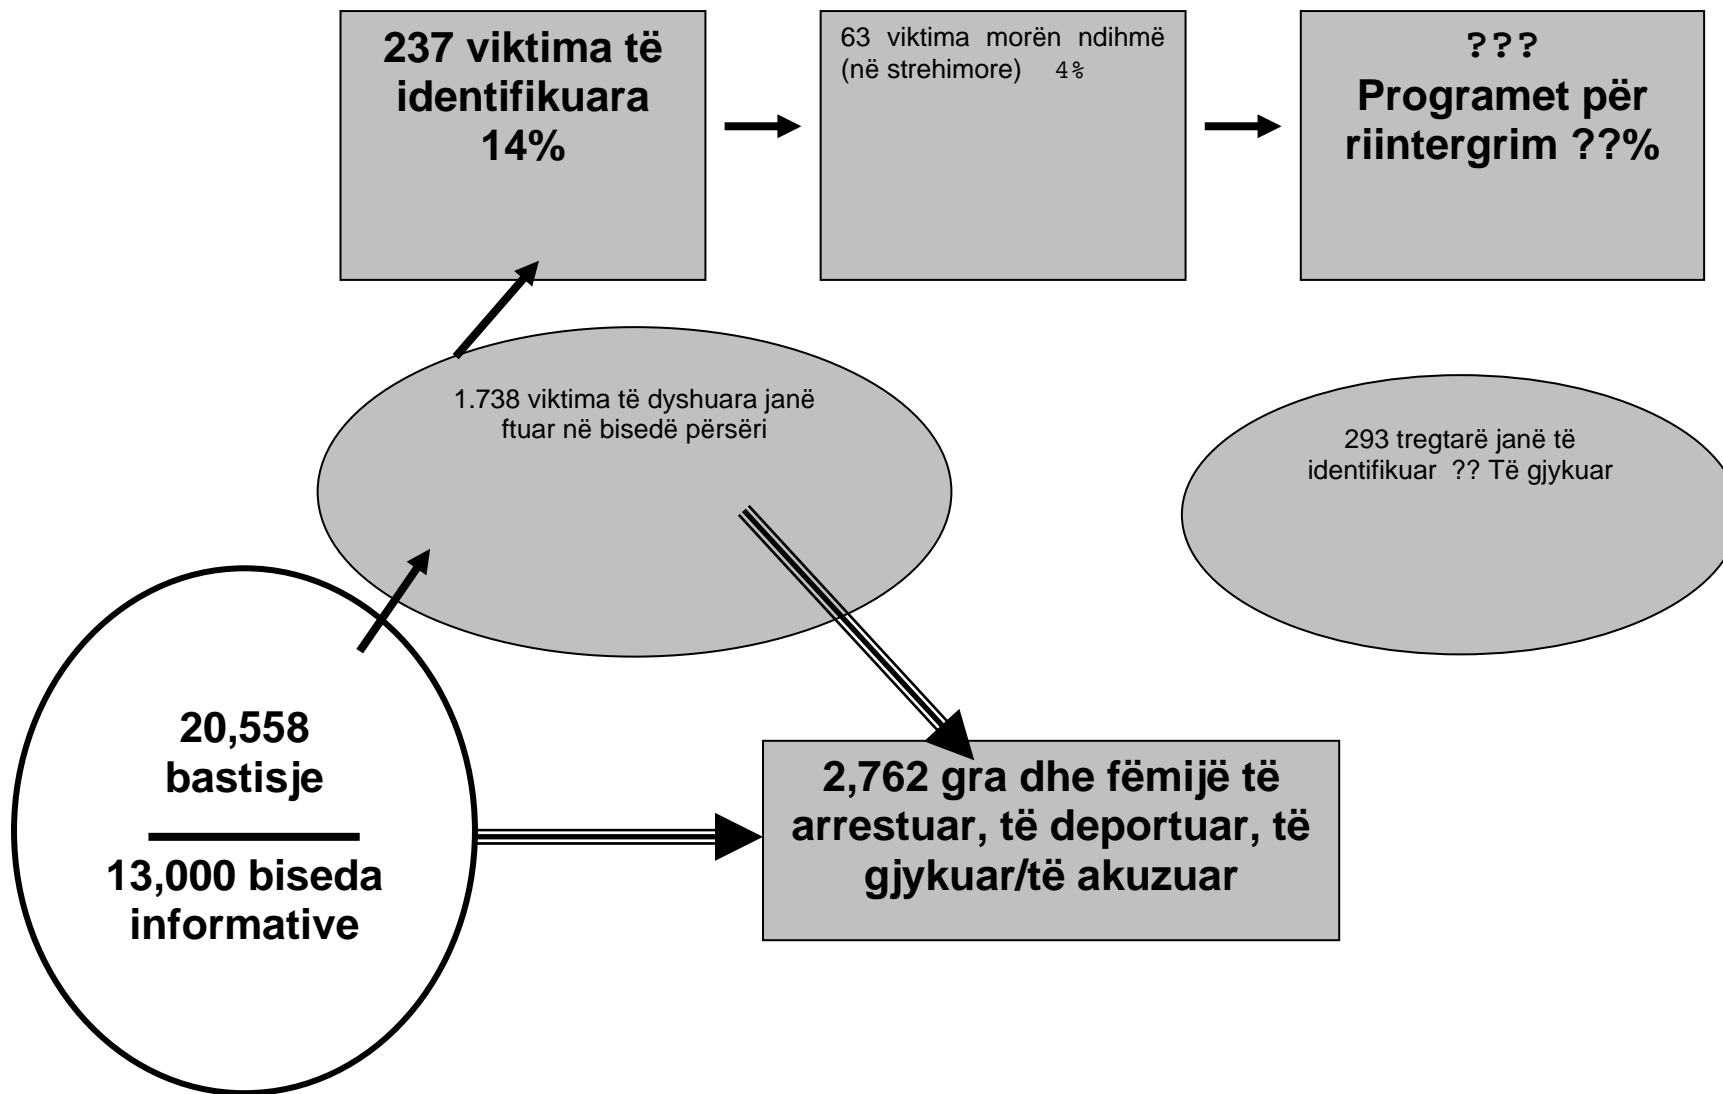 237 viktima të
identifikuara
14%
63 viktima morën ndihmë
(në strehimore) 4%
???
Programet për
riintergrim ??%
1.738 viktima të dyshuara janë
ftuar në bisedë përsëri
293 tregtarë janë të
identifikuar ?? Të gjykuar
20,558
bastisje
13,000 biseda
informative
2,762 gra dhe fëmijë të
arrestuar, të deportuar, të
gjykuar/të akuzuar